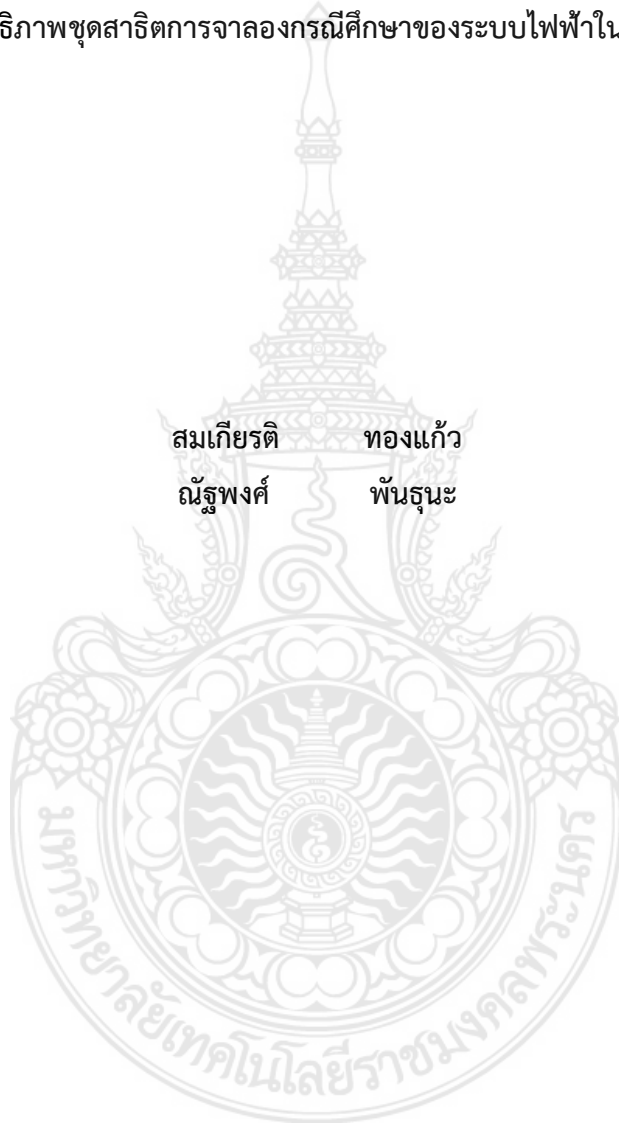 ธิภาพชุดสาธิตการจำลองกรณีศึกษาของระบบไฟฟ้าใน
สมเกียรติ ทองแก้ว
ณัฐพงศ์ พันธุนะ
มหาวิทยาลัยเทคโนโลยีราชมงคลพระนคร